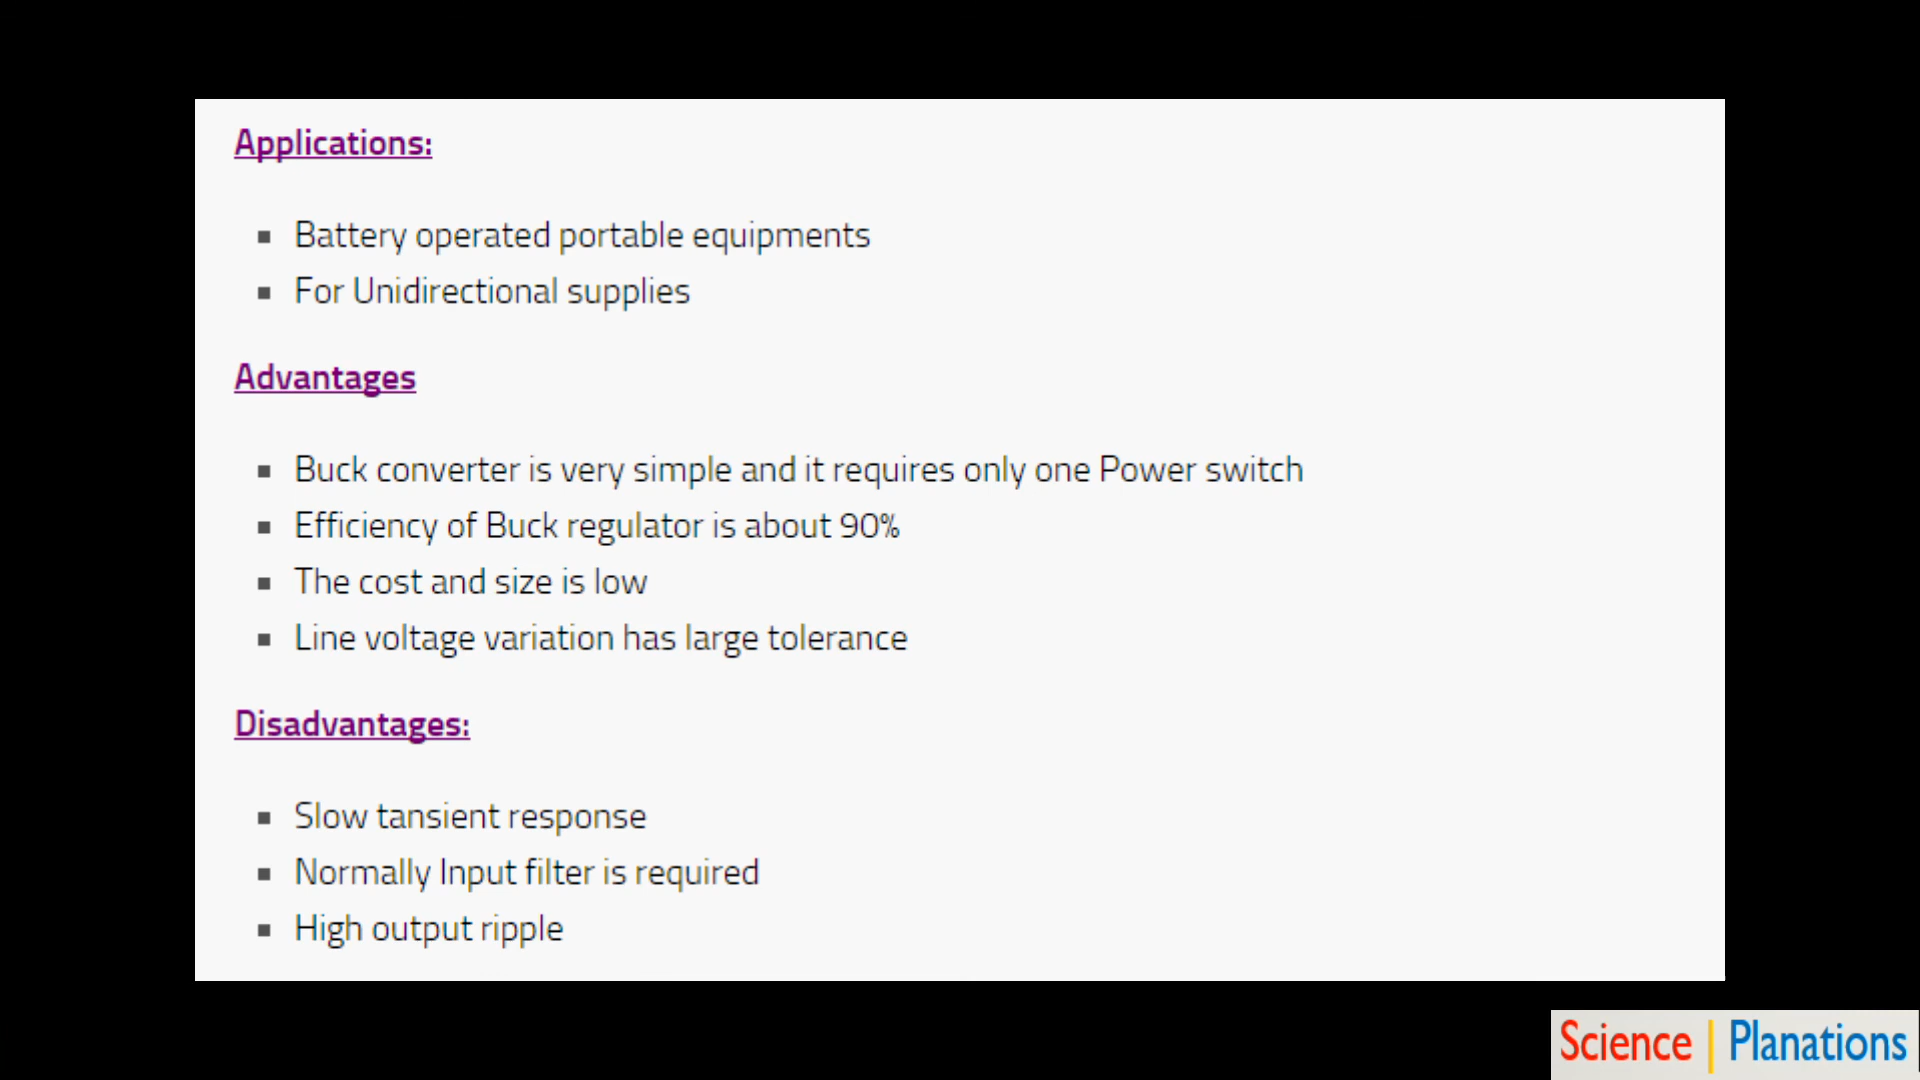 Applications:
Battery operated portable equipments
For Unidirectional supplies
Advantages
Buck converter is very simple and it requires only one Power switch
Efficiency of Buck regulator is about 90%
The cost and size is low
Line voltage variation has large tolerance
Disadvantages:
Slow tansient response
Normally Input filter is required
High output ripple
Science | Planations